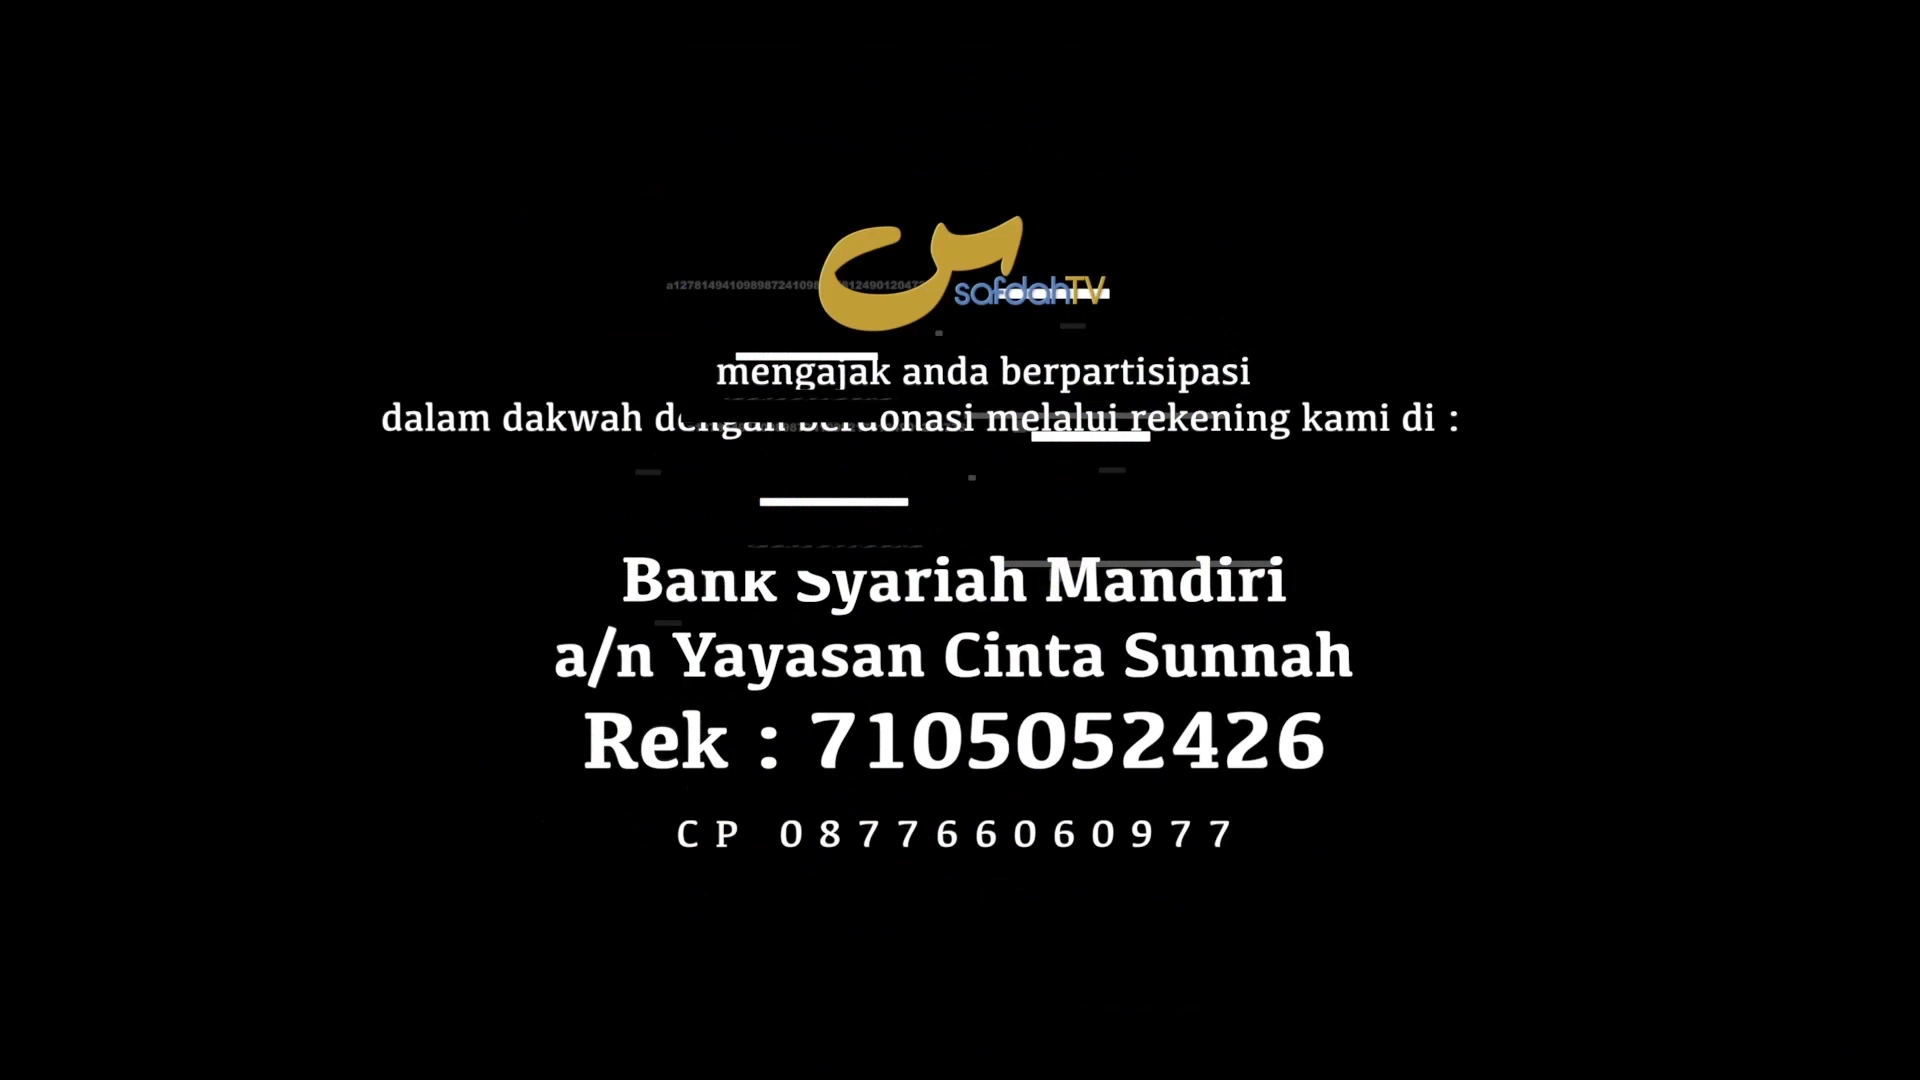 س
safdahTV
mengajak anda berpartisipasi
dalam dakwah dengan berdonasi melalui rekening kami di :
Bank Syariah Mandiri
a/n Yayasan Cinta Sunnah
Rek : 7105052426
CP 087766060977